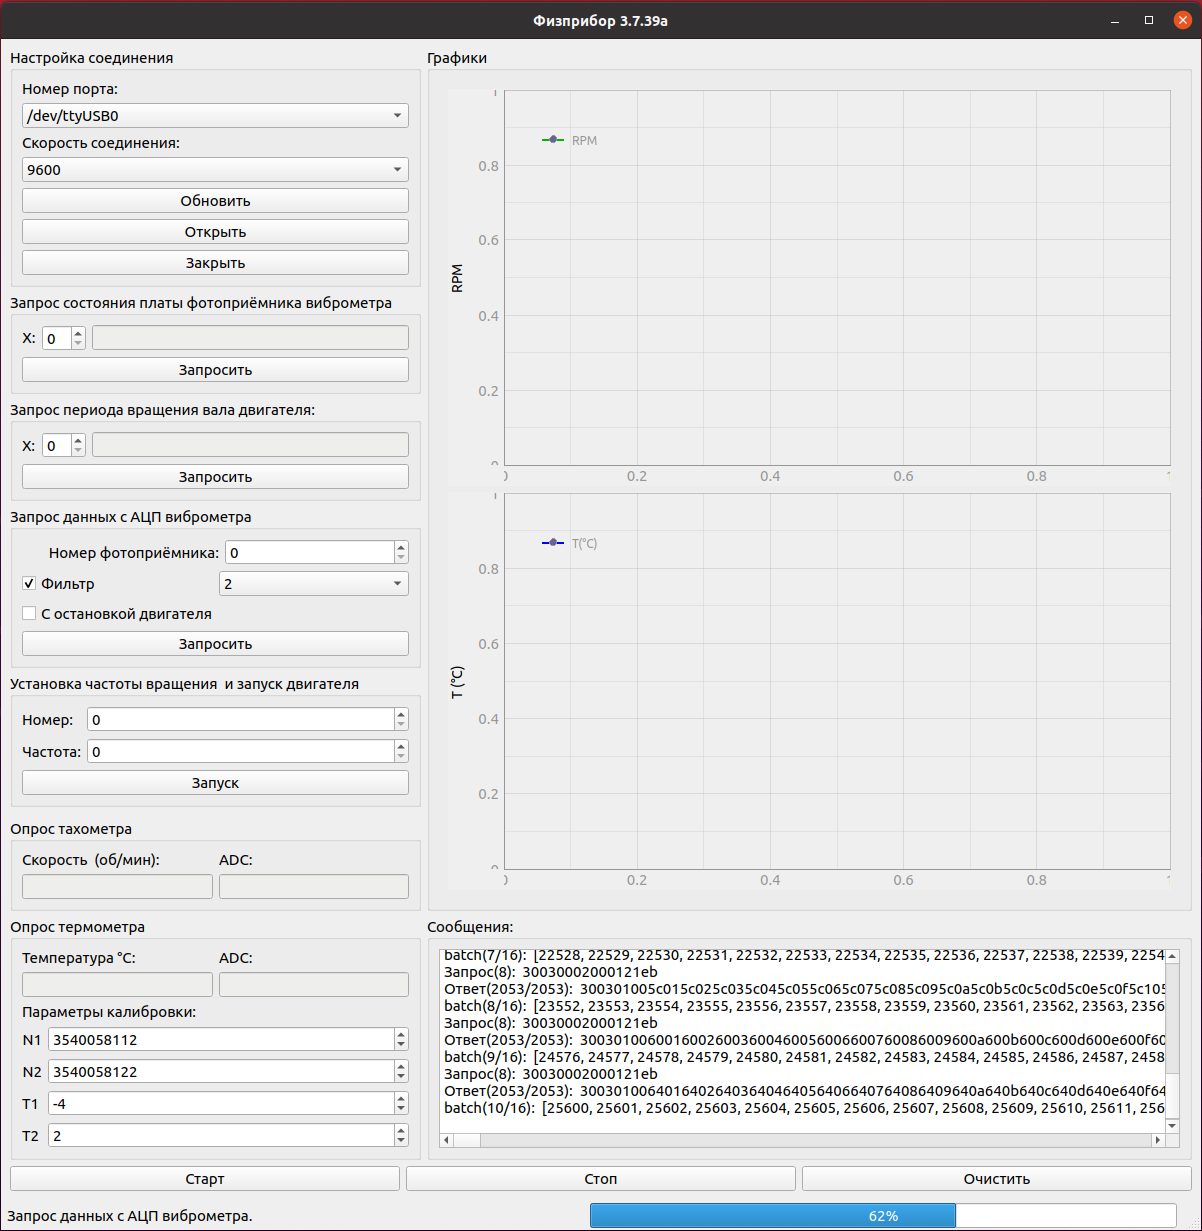 Физприбор 3.7.39a
Настройка соединения
Номер порта:
/dev/ttyUSB0
Скорость соединения:
9600
Обновить
Открыть
Закрыть
Запрос состояния платы фотоприёмника виброметра
X: 0
Запросить
Запрос периода вращения вала двигателя:
X: 0
Запросить
Запрос данных с АЦП виброметра
Номер фотоприёмника: 0
Фильтр 2
С остановкой двигателя
Запросить
Установка частоты вращения и запуск двигателя
Номер: 0
Частота: 0
Запуск
Опрос тахометра
Скорость (об/мин): ADC:
Опрос термометра
Температура °C: ADC:
Параметры калибровки:
N1 3540058112
N2 3540058122
T1 -4
T2 2
Графики
1
RPM
0.8
0.6
RPM
0.4
0.2
0
0 0.2 0.4 0.6 0.8 1
1
T(°C)
0.8
0.6
T (°C)
0.4
0.2
0
0 0.2 0.4 0.6 0.8 1
Сообщения:
batch(7/16): [22528, 22529, 22530, 22531, 22532, 22533, 22534, 22535, 22536, 22537, 22538, 22539, 2254
Запрос(8): 30030002000121eb
Ответ(2053/2053): 300301005c015c025c035c045c055c065c075c085c095c0a5c0b5c0c5c0d5c0e5c0f5c105
batch(8/16): [23552, 23553, 23554, 23555, 23556, 23557, 23558, 23559, 23560, 23561, 23562, 23563, 2356
Запрос(8): 30030002000121eb
Ответ(2053/2053): 30030100600160026003600460056006600760086009600a600b600c600d600e600f60
batch(9/16): [24576, 24577, 24578, 24579, 24580, 24581, 24582, 24583, 24584, 24585, 24586, 24587, 2458
Запрос(8): 30030002000121eb
Ответ(2053/2053): 30030100640164026403640464056406640764086409640a640b640c640d640e640f64
batch(10/16): [25600, 25601, 25602, 25603, 25604, 25605, 25606, 25607, 25608, 25609, 25610, 25611, 256
Старт
Стоп
Очистить
Запрос данных с АЦП виброметра.
62%